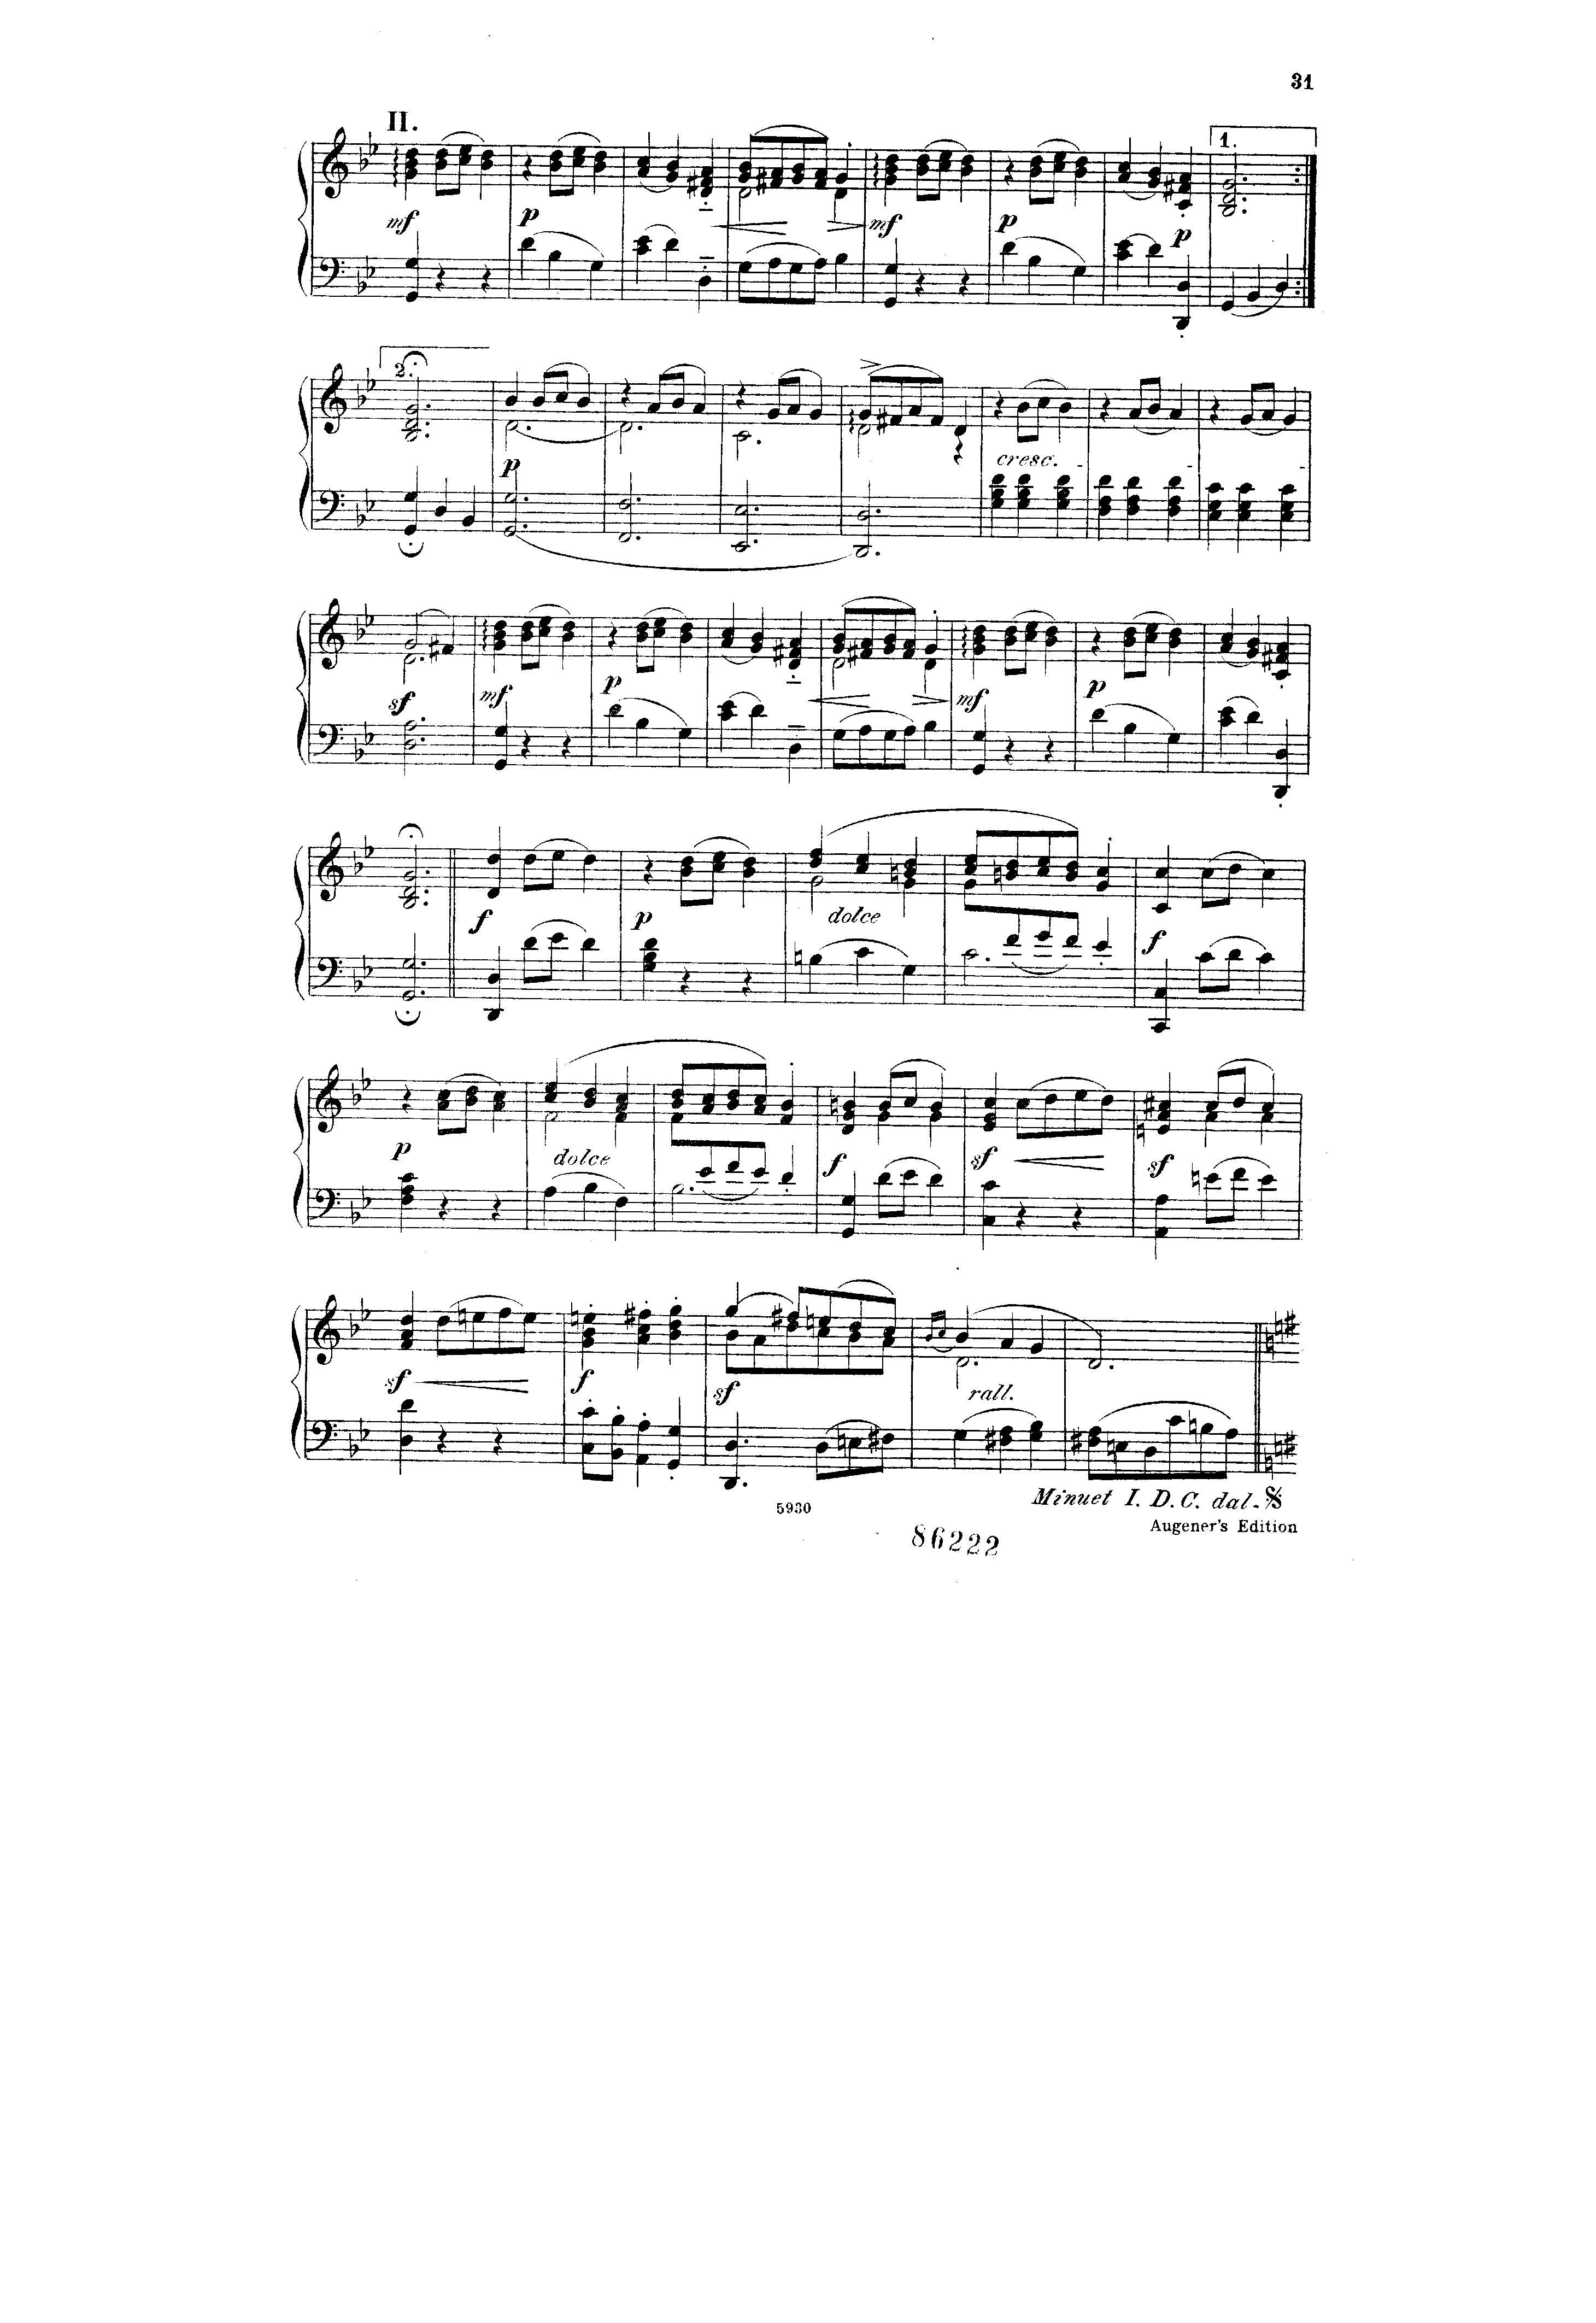 31
II.
1.
mf p mf p p
2.
p cresc.
sf mf p mf p
f p dolce f
p dolce f sf sf
sf f sf rall.
Minuet I. D.C. dal
5930
Augener's Edition
86222